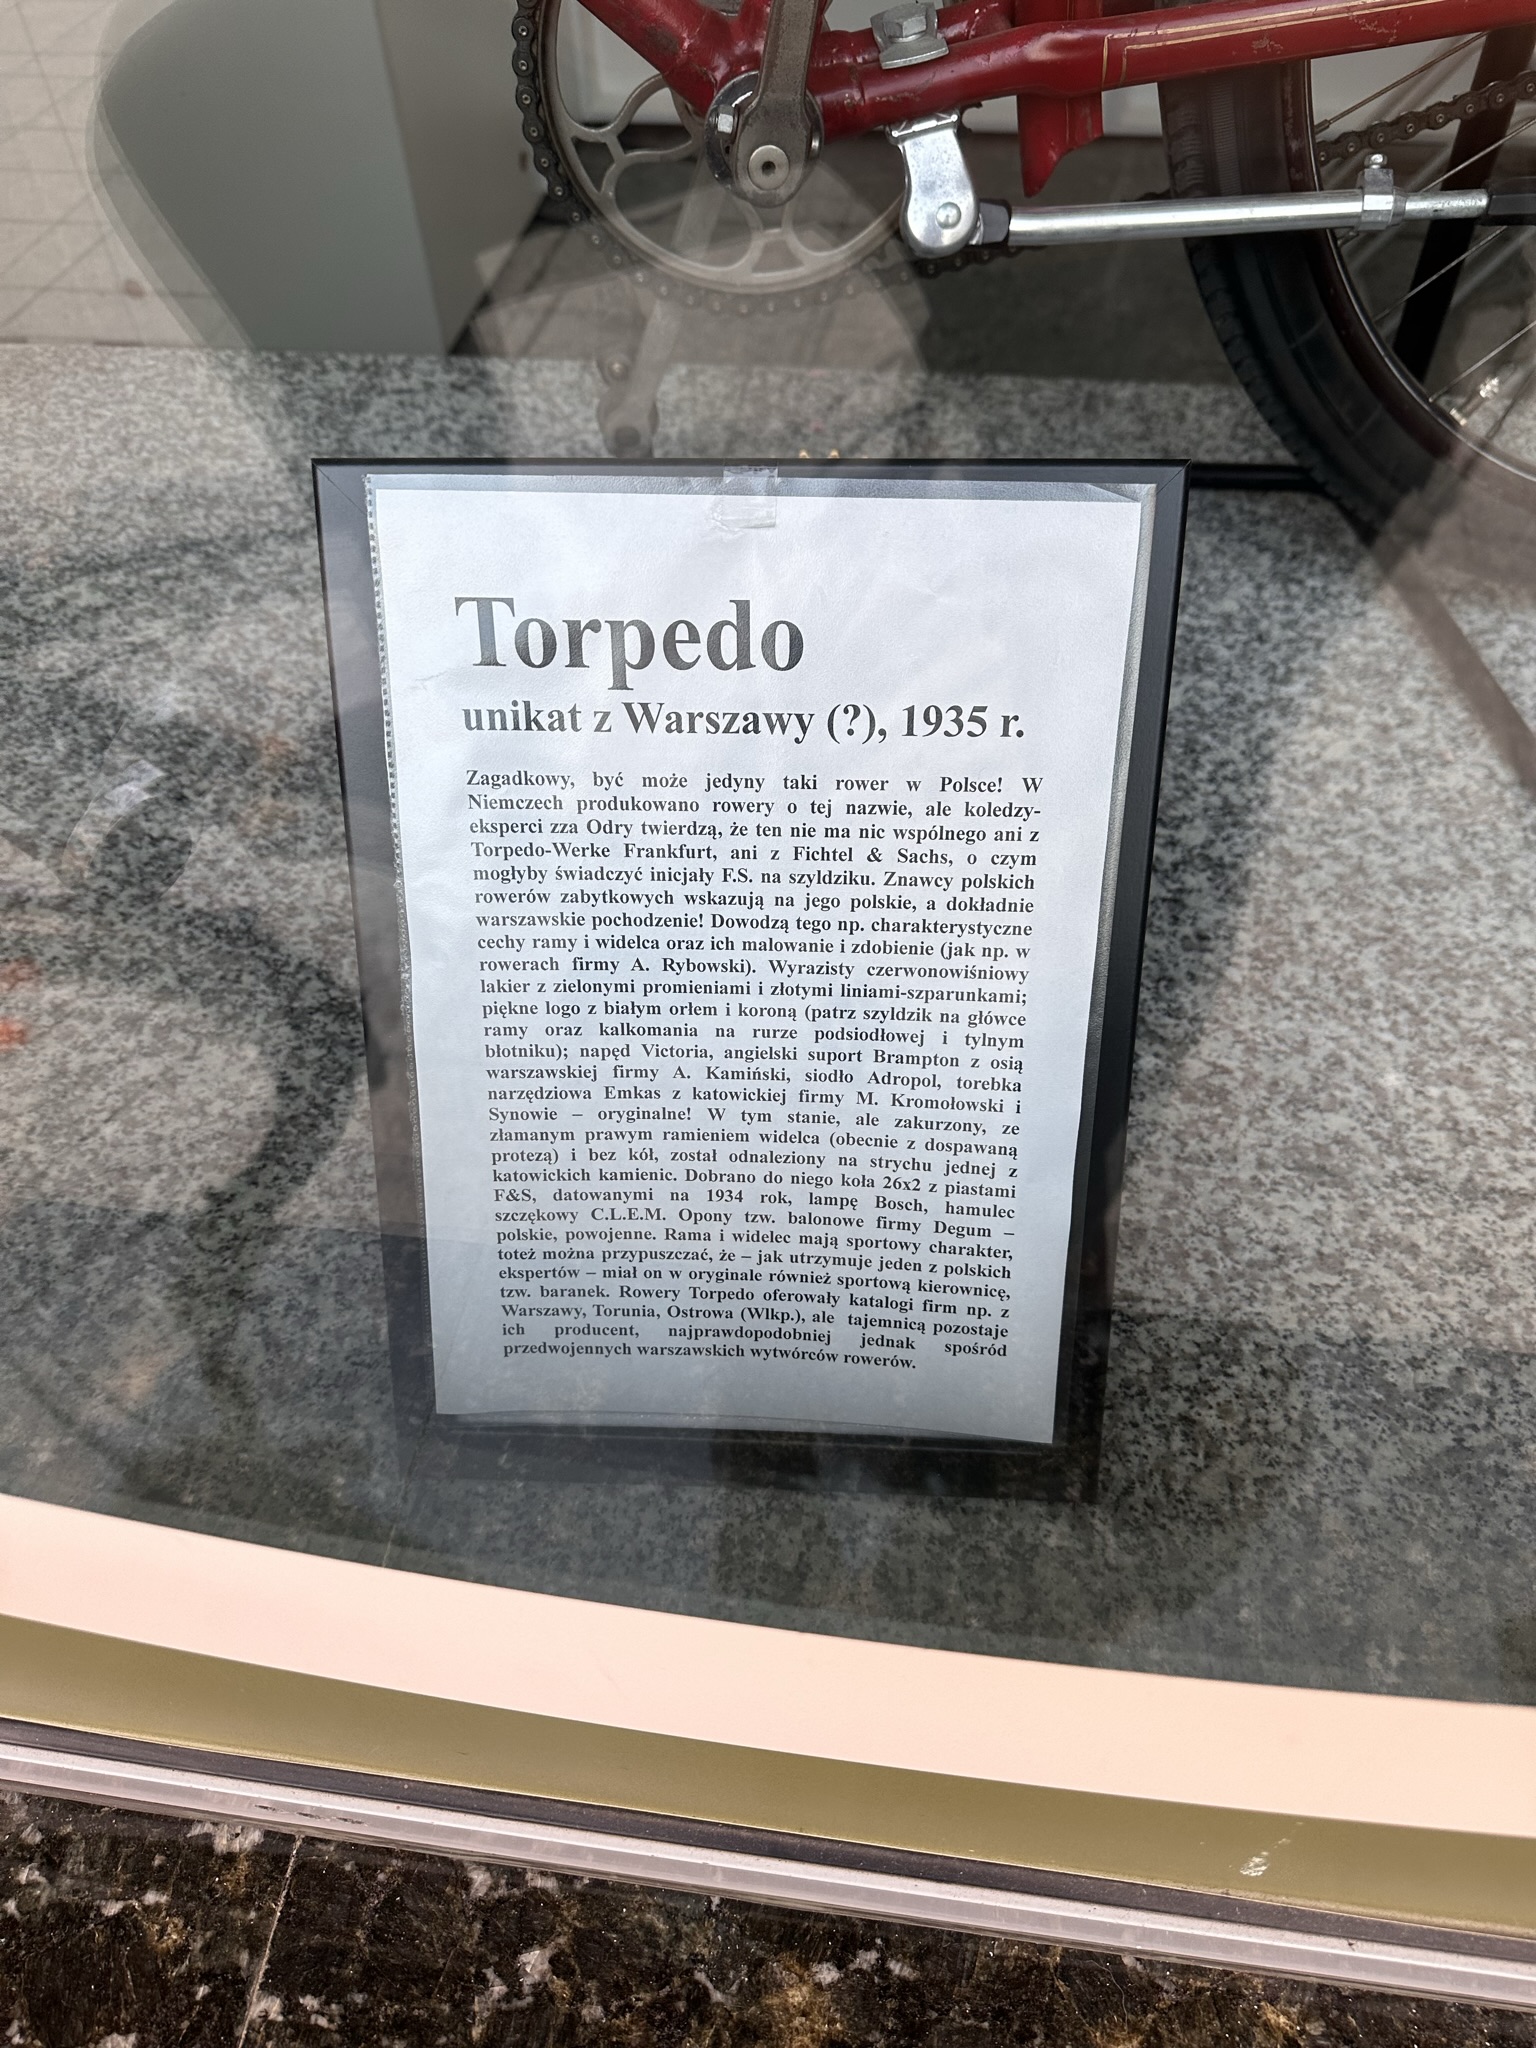 Torpedo
unikat z Warszawy (?), 1935 r.
Zagadkowy, być może jedyny taki rower w Polsce! W
Niemczech produkowano rowery o tej nazwie, ale koledzy-
eksperci zza Odry twierdzą, że ten nie ma nic wspólnego ani z
Torpedo-Werke Frankfurt, ani z Fichtel & Sachs, o czym
mogłyby świadczyć inicjały F.S. na szyldziku. Znawcy polskich
rowerów zabytkowych wskazują na jego polskie, a dokładnie
warszawskie pochodzenie! Dowodzą tego np. charakterystyczne
cechy ramy i widelca oraz ich malowanie i zdobienie (jak np. w
rowerach firmy A. Rybowski). Wyrazisty czerwonowiśniowy
lakier z zielonymi promieniami i złotymi liniami-szparunkami;
piękne logo z białym orłem i koroną (patrz szyldzik na główce
ramy oraz kalkomania na rurze podsiodłowej i tylnym
błotniku); napęd Victoria, angielski suport Brampton z osią
warszawskiej firmy A. Kamiński, siodło Adropol, torebka
narzędziowa Emkas z katowickiej firmy M. Kromołowski i
Synowie – oryginalne! W tym stanie, ale zakurzony, ze
złamanym prawym ramieniem widelca (obecnie z dospawaną
protezą) i bez kół, został odnaleziony na strychu jednej z
katowickich kamienic. Dobrano do niego koła 26x2 z piastami
F&S, datowanymi na 1934 rok, lampę Bosch, hamulec
szczękowy C.L.E.M. Opony tzw. balonowe firmy Degum –
polskie, powojenne. Rama i widelec mają sportowy charakter,
toteż można przypuszczać, że – jak utrzymuje jeden z polskich
ekspertów – miał on w oryginale również sportową kierownicę,
tzw. baranek. Rowery Torpedo oferowały katalogi firm np. z
Warszawy, Torunia, Ostrowa (Wlkp.), ale tajemnicą pozostaje
ich producent, najprawdopodobniej jednak spośród
przedwojennych warszawskich wytwórców rowerów.